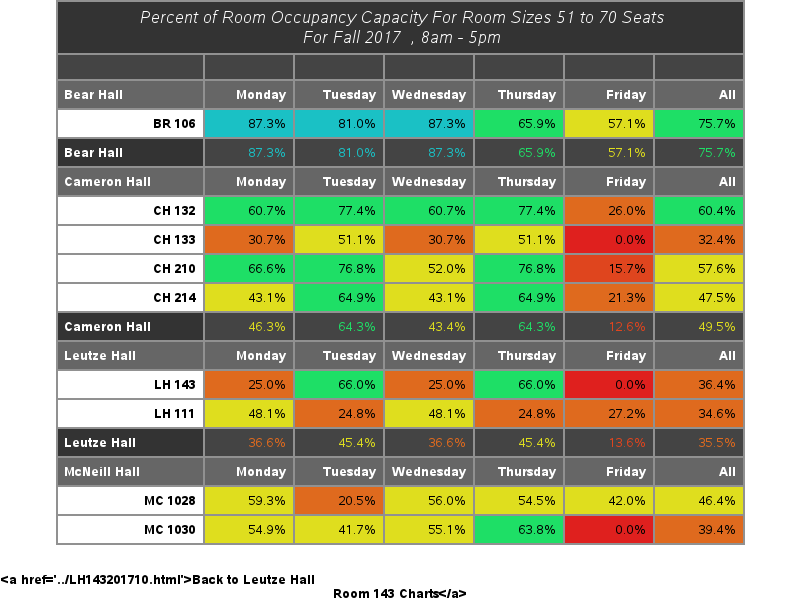 Percent of Room Occupancy Capacity For Room Sizes 51 to 70 Seats
For Fall 2017 , 8am - 5pm
Bear Hall Monday Tuesday Wednesday Thursday Friday All
BR 106 87.3% 81.0% 87.3% 65.9% 57.1% 75.7%
Bear Hall 87.3% 81.0% 87.3% 65.9% 57.1% 75.7%
Cameron Hall Monday Tuesday Wednesday Thursday Friday All
CH 132 60.7% 77.4% 60.7% 77.4% 26.0% 60.4%
CH 133 30.7% 51.1% 30.7% 51.1% 0.0% 32.4%
CH 210 66.6% 76.8% 52.0% 76.8% 15.7% 57.6%
CH 214 43.1% 64.9% 43.1% 64.9% 21.3% 47.5%
Cameron Hall 46.3% 64.3% 43.4% 64.3% 12.6% 49.5%
Leutze Hall Monday Tuesday Wednesday Thursday Friday All
LH 143 25.0% 66.0% 25.0% 66.0% 0.0% 36.4%
LH 111 48.1% 24.8% 48.1% 24.8% 27.2% 34.6%
Leutze Hall 36.6% 45.4% 36.6% 45.4% 13.6% 35.5%
McNeill Hall Monday Tuesday Wednesday Thursday Friday All
MC 1028 59.3% 20.5% 56.0% 54.5% 42.0% 46.4%
MC 1030 54.9% 41.7% 55.1% 63.8% 0.0% 39.4%
<a href='../LH143201710.html'>Back to Leutze Hall
Room 143 Charts</a>